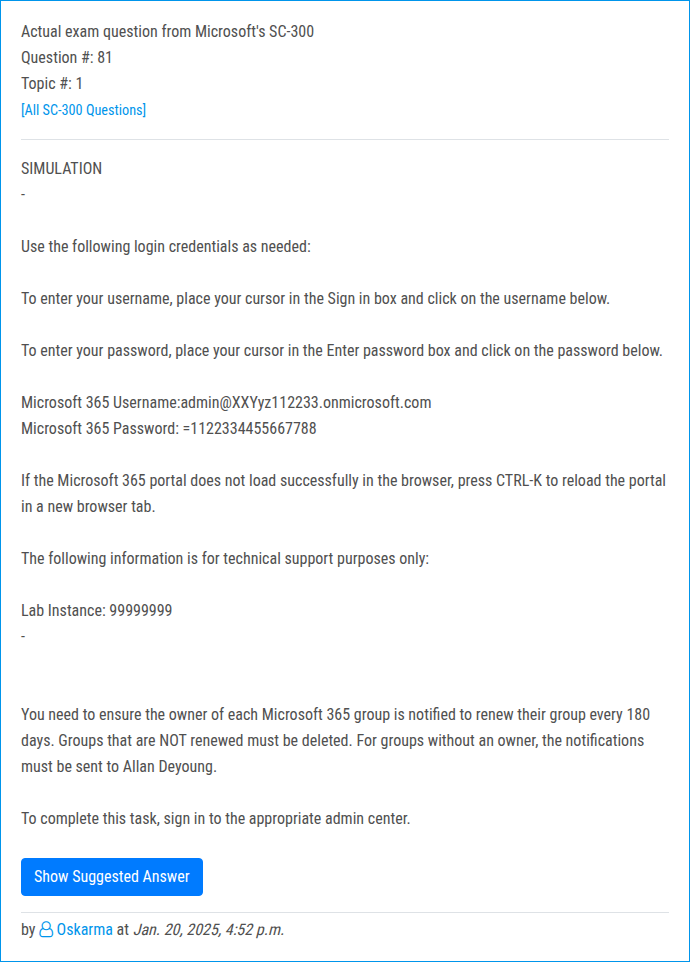 Actual exam question from Microsoft's SC-300
Question #: 81
Topic #: 1
[All SC-300 Questions]
SIMULATION
-
Use the following login credentials as needed:
To enter your username, place your cursor in the Sign in box and click on the username below.
To enter your password, place your cursor in the Enter password box and click on the password below.
Microsoft 365 Username:admin@XXYyz112233.onmicrosoft.com
Microsoft 365 Password: =1122334455667788
If the Microsoft 365 portal does not load successfully in the browser, press CTRL-K to reload the portal
in a new browser tab.
The following information is for technical support purposes only:
Lab Instance: 99999999
-
You need to ensure the owner of each Microsoft 365 group is notified to renew their group every 180
days. Groups that are NOT renewed must be deleted. For groups without an owner, the notifications
must be sent to Allan Deyoung.
To complete this task, sign in to the appropriate admin center.
Show Suggested Answer
by Oskarma at Jan. 20, 2025, 4:52 p.m.